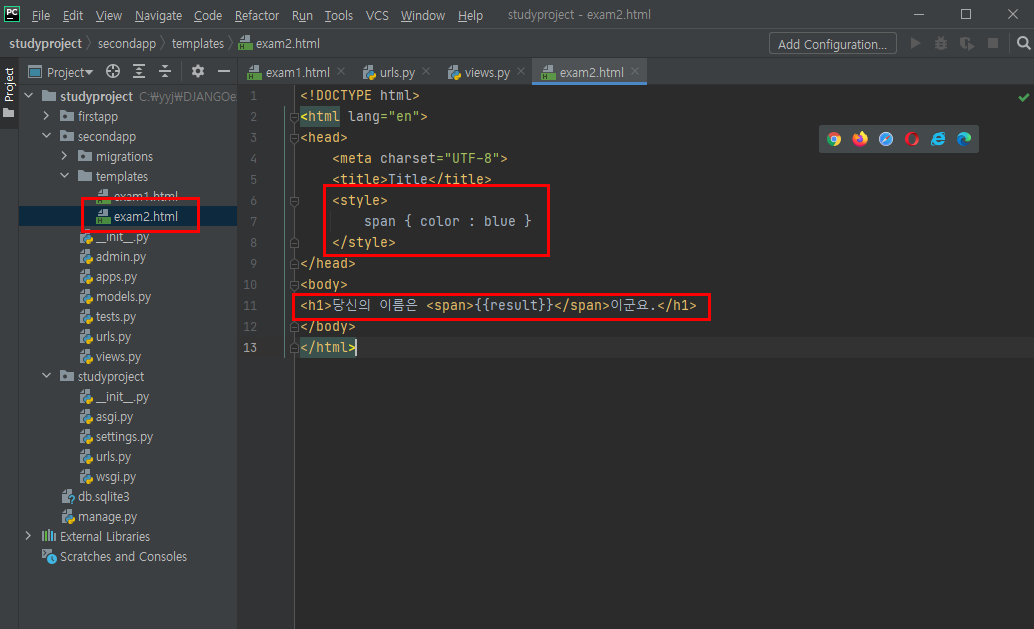 PC File Edit View Navigate Code Refactor Run Tools VCS Window Help studyproject - exam2.html
studyproject secondapp templates exam2.html Add Configuration...
Project
Project exam1.html urls.py views.py exam2.html
studyproject C:₩yyj₩DJANGOe
firstapp
secondapp
migrations
templates
exam1.html
exam2.html
__init__.py
admin.py
apps.py
models.py
tests.py
urls.py
views.py
studyproject
__init__.py
asgi.py
settings.py
urls.py
wsgi.py
db.sqlite3
manage.py
External Libraries
Scratches and Consoles
1 <!DOCTYPE html>
2 <html lang="en">
3 <head>
4 <meta charset="UTF-8">
5 <title>Title</title>
6 <style>
7 span { color : blue }
8 </style>
9 </head>
10 <body>
11 <h1>당신의 이름은 <span>{{result}}</span>이군요.</h1>
12 </body>
13 </html>